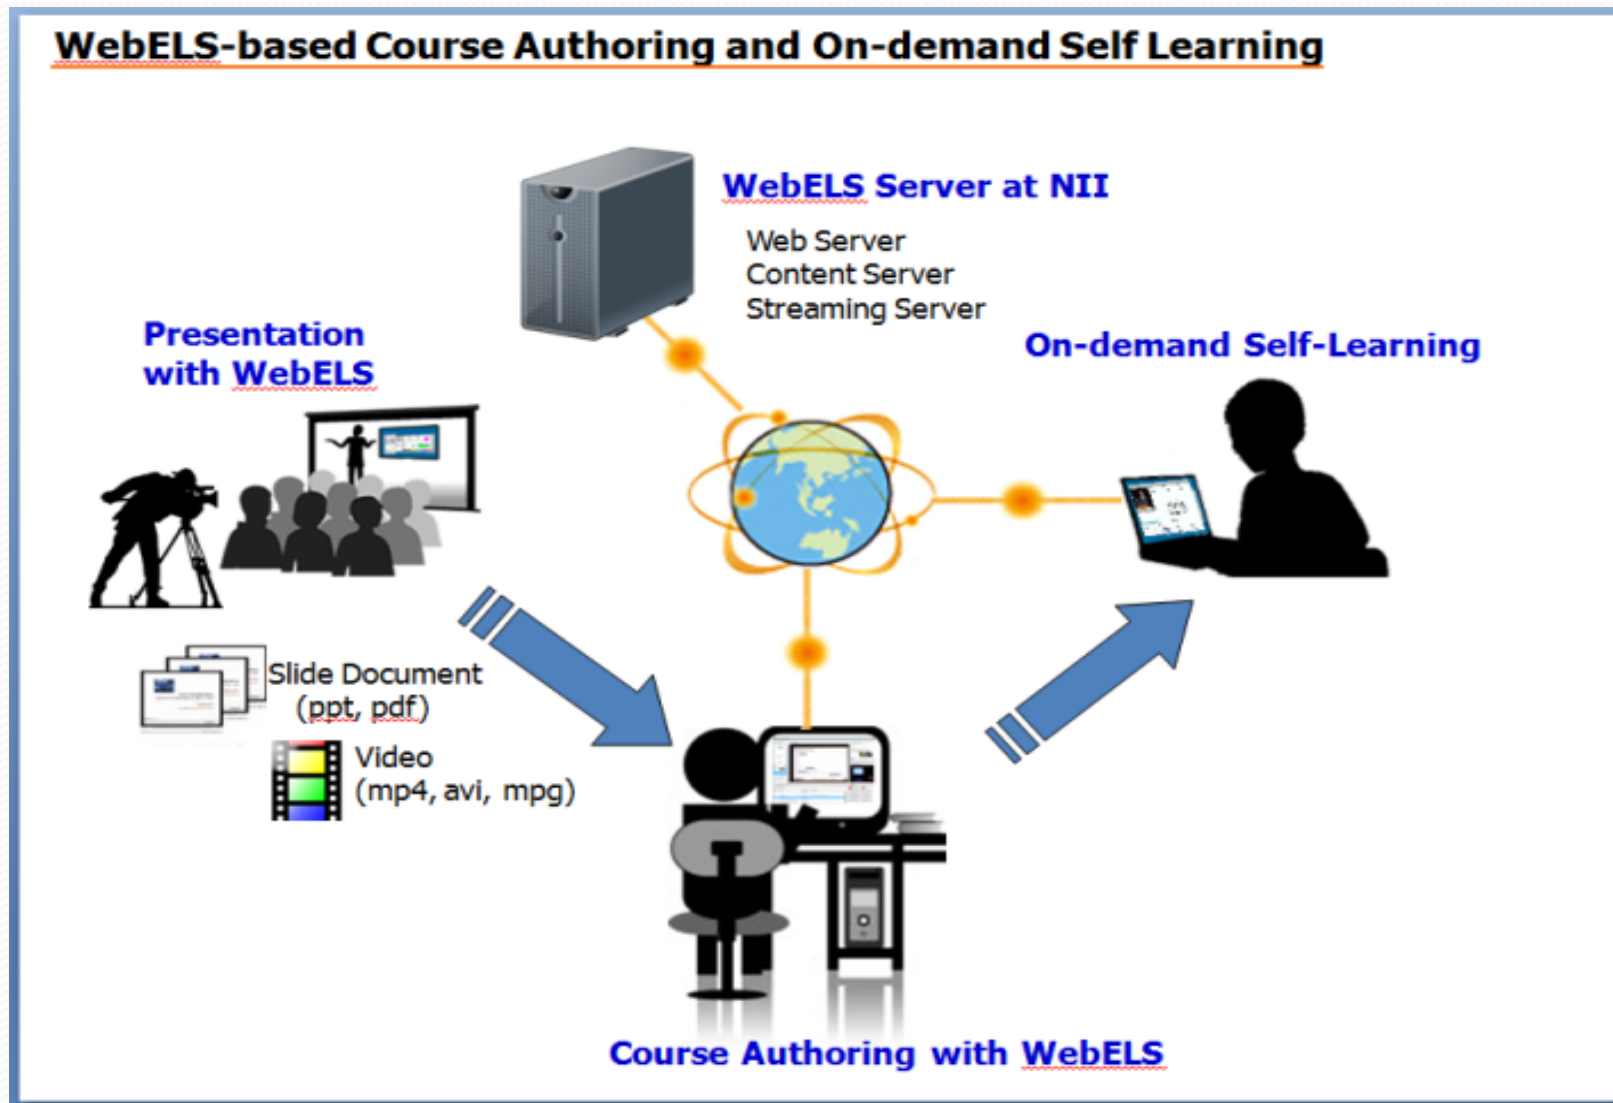 WebELS-based Course Authoring and On-demand Self Learning
WebELS Server at NII
Web Server
Content Server
Streaming Server
Presentation
with WebELS
On-demand Self-Learning
Slide Document
(ppt, pdf)
Video
(mp4, avi, mpg)
Course Authoring with WebELS